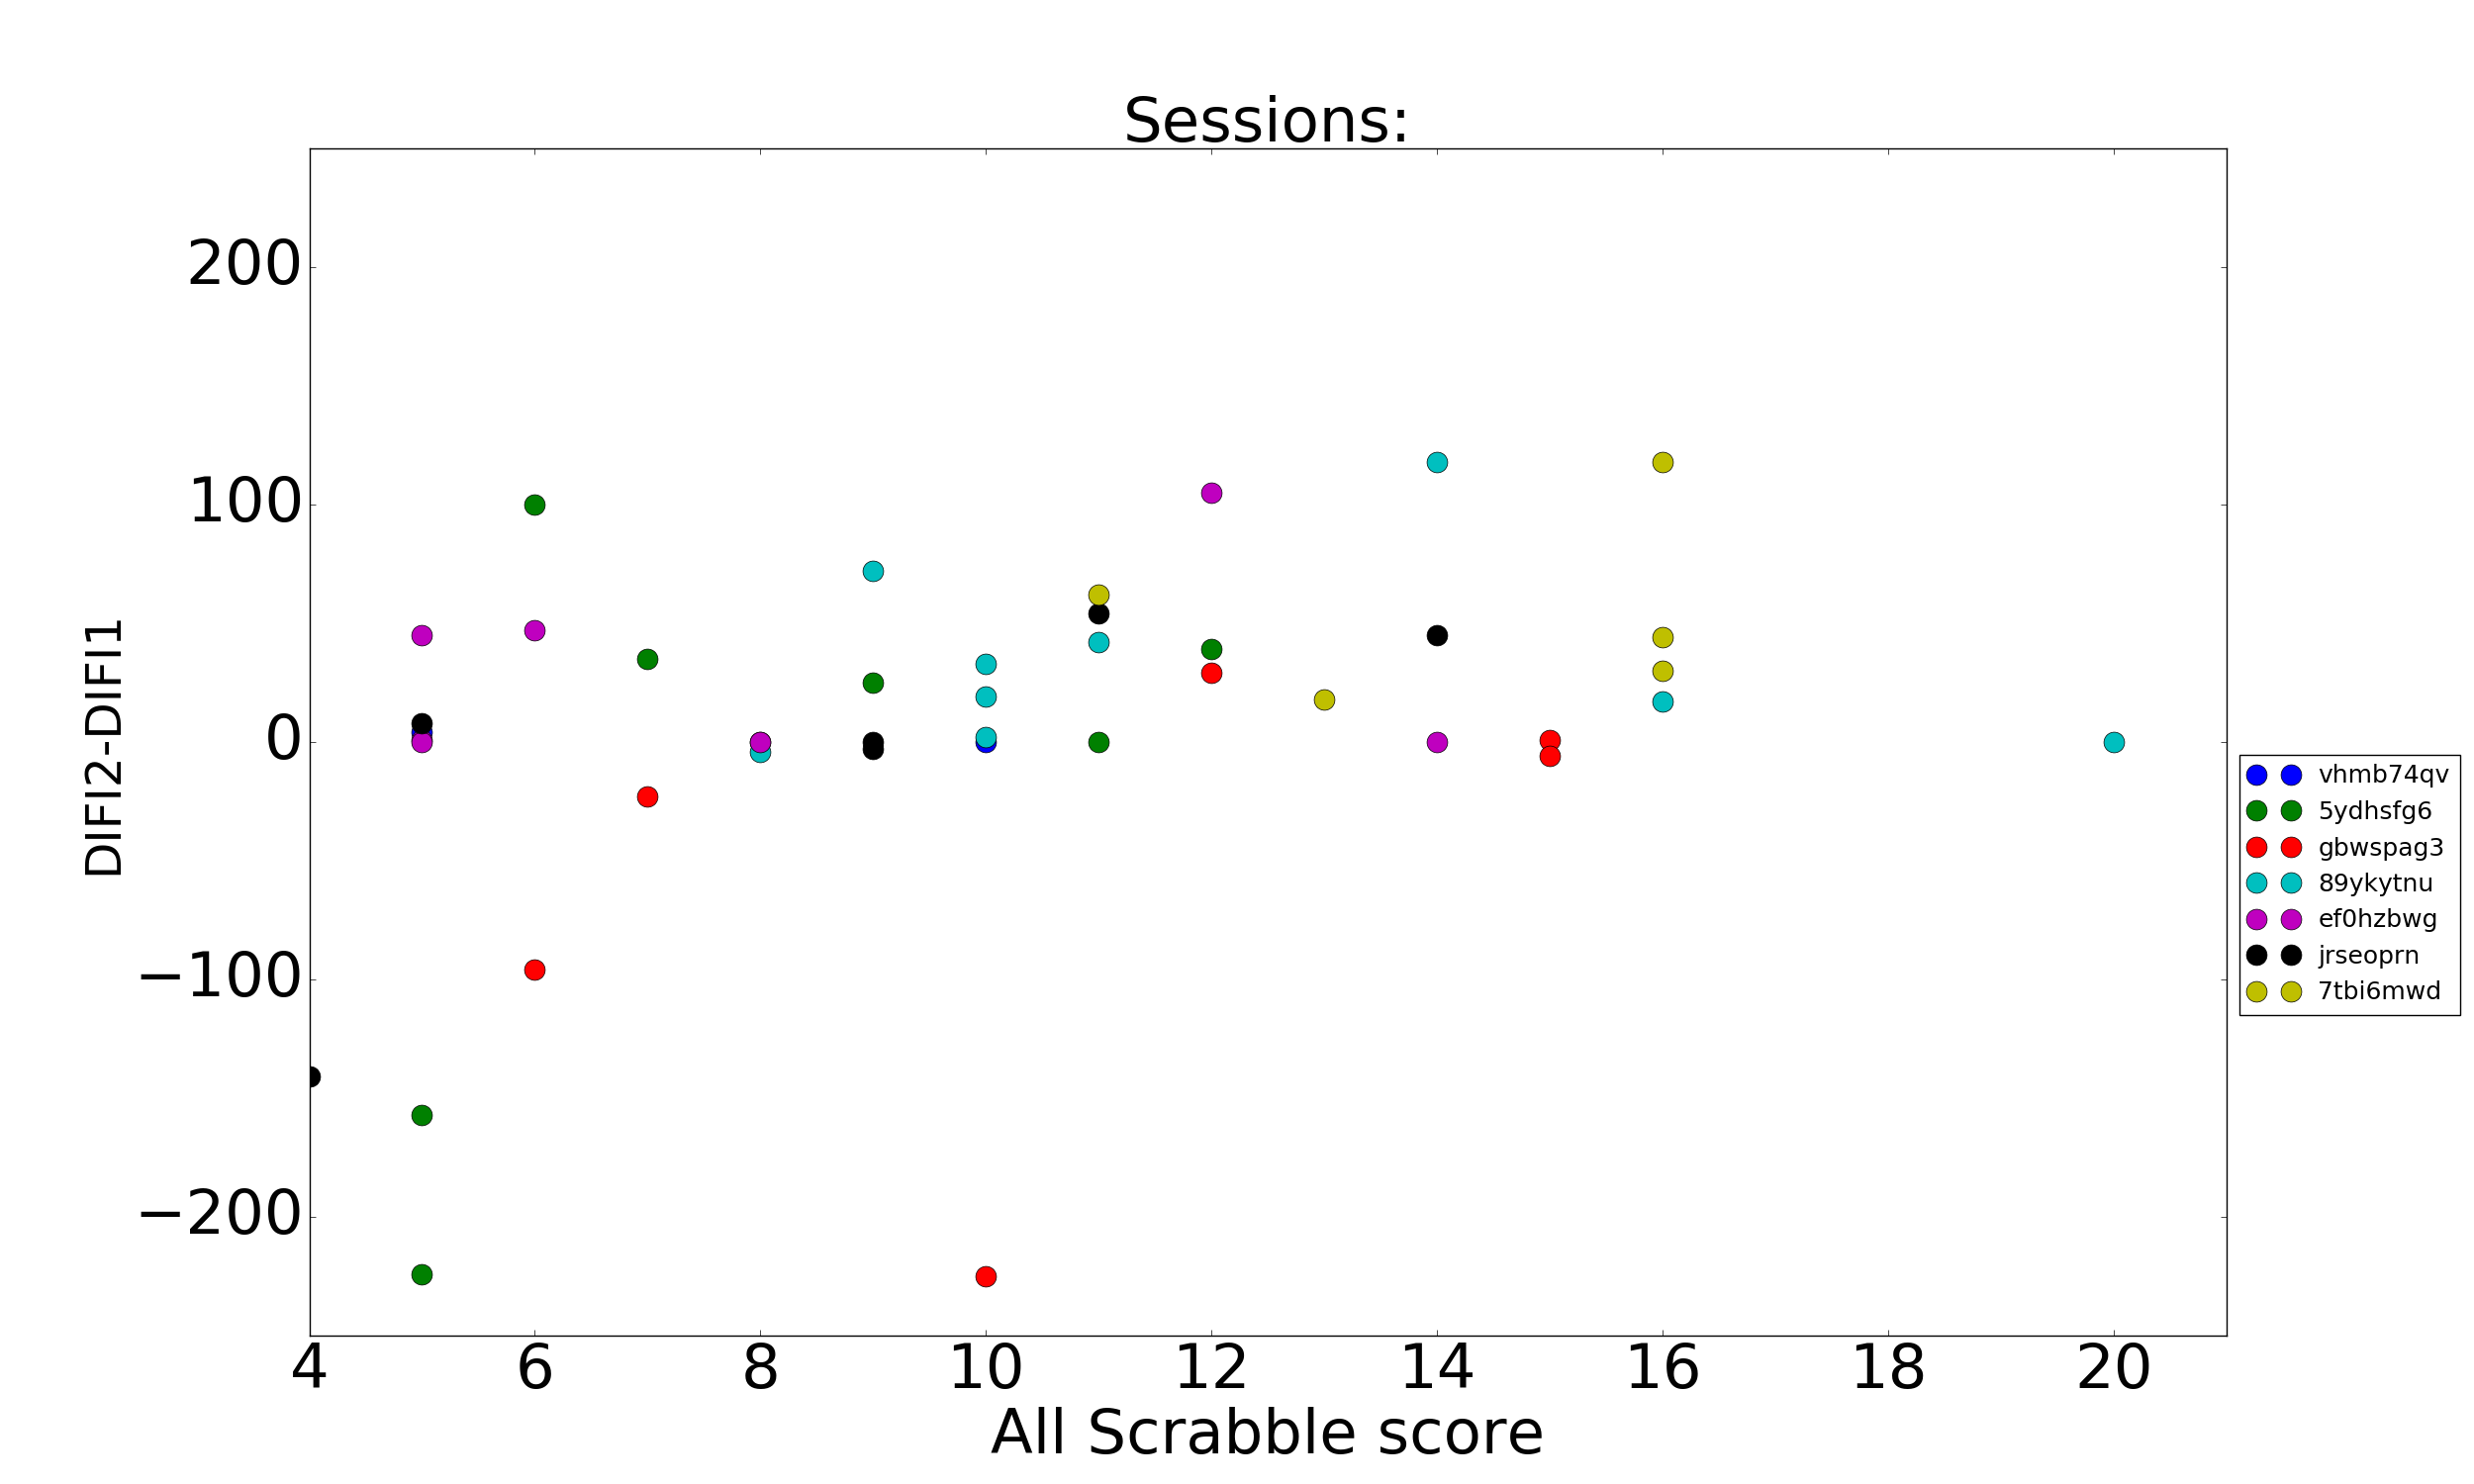 Sessions:
200
100
0
−100
−200
DIFI2-DIFI1
4 6 8 10 12 14 16 18 20
All Scrabble score
vhmb74qv
5ydhsfg6
gbwspag3
89ykytnu
ef0hzbwg
jrseoprn
7tbi6mwd